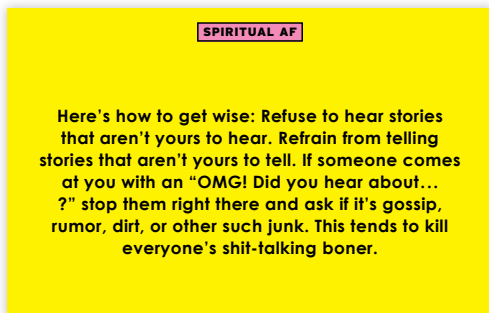 SPIRITUAL AF
Here's how to get wise: Refuse to hear stories
that aren't yours to hear. Refrain from telling
stories that aren't yours to tell. If someone comes
at you with an “OMG! Did you hear about…
?” stop them right there and ask if it's gossip,
rumor, dirt, or other such junk. This tends to kill
everyone's shit-talking boner.